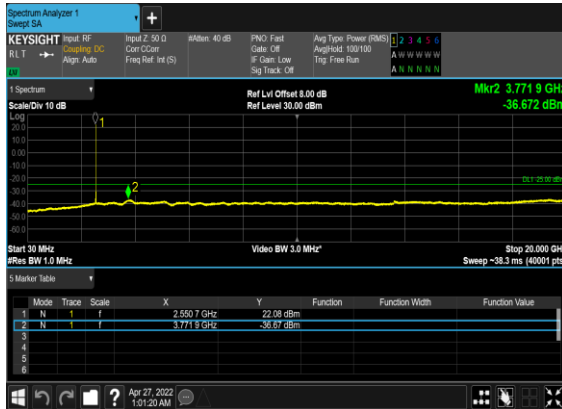 Spectrum Analyzer 1
Swept SA
+
KEYSIGHT Input: RF Input Z: 50 Ω #Atten: 40 dB PNO: Fast Avg Type: Power (RMS) 1 2 3 4 5 6
RLT Coupling: DC Corr CCorr Gate: Off Avg|Hold: 100/100 A W W W W W
Align: Auto Freq Ref: Int (S) IF Gain: Low Trig: Free Run
Sig Track: Off A N N N N N
1 Spectrum Ref Lvl Offset 8.00 dB Mkr2 3.771 9 GHz
Scale/Div 10 dB Ref Level 30.00 dBm -36.672 dBm
Log
20.0
10.0
0.00
-10.0
-20.0
-30.0
-40.0
-50.0
-60.0
1
2
DL1 -25.00 dBm
Start 30 MHz Video BW 3.0 MHz* Stop 20.000 GHz
#Res BW 1.0 MHz Sweep ~38.3 ms (40001 pts)
5 Marker Table
Mode Trace Scale X Y Function Function Width Function Value
1 N 1 f 2.550 7 GHz 22.08 dBm
2 N 1 f 3.771 9 GHz -36.67 dBm
3
4
5
6
? Apr 27, 2022
1:01:20 AM